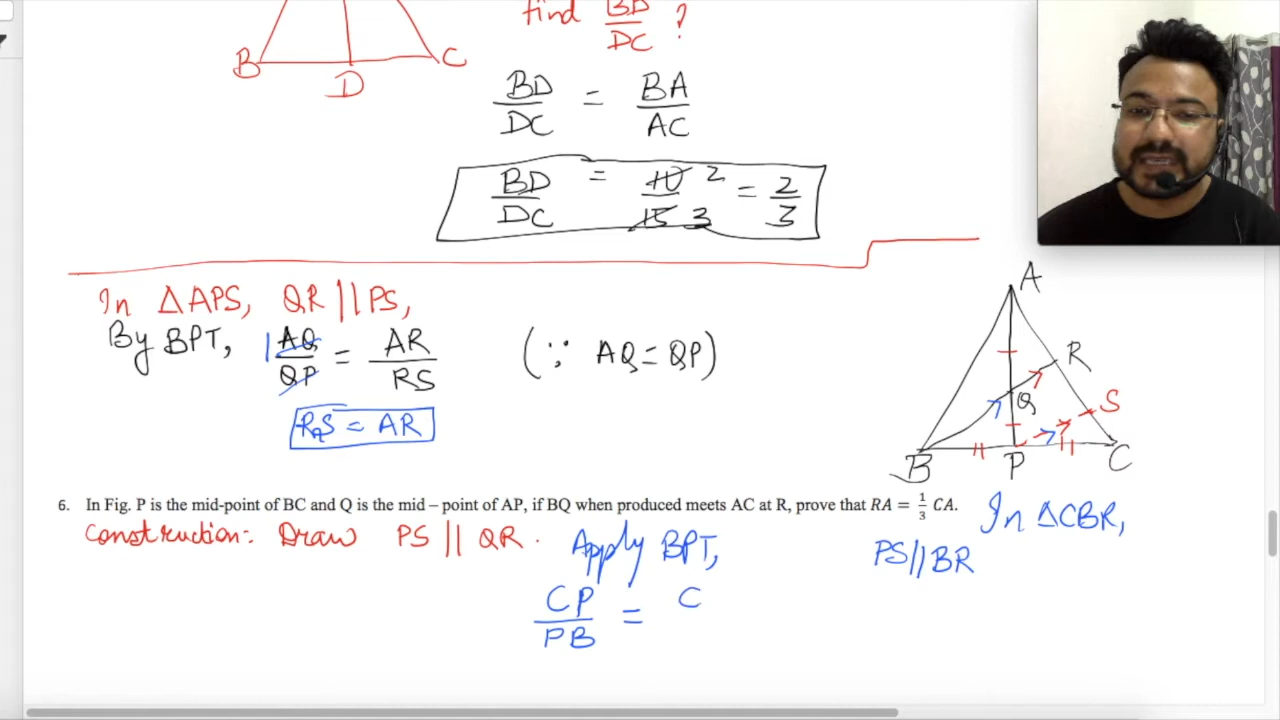 find BD/DC ?
B D C
BD/DC = BA/AC
BD/DC = 10 2/15 3 = 2/3
In △APS, QR || PS,
By BPT, 1 AQ/QP = AR/RS (∵ AQ = QP)
RS = AR
A
R
Q
S
B P C
6. In Fig. P is the mid-point of BC and Q is the mid – point of AP, if BQ when produced meets AC at R, prove that RA = 1/3 CA.
Construction:- Draw PS || QR.
In △CBR,
PS//BR
Apply BPT,
CP/PB = C